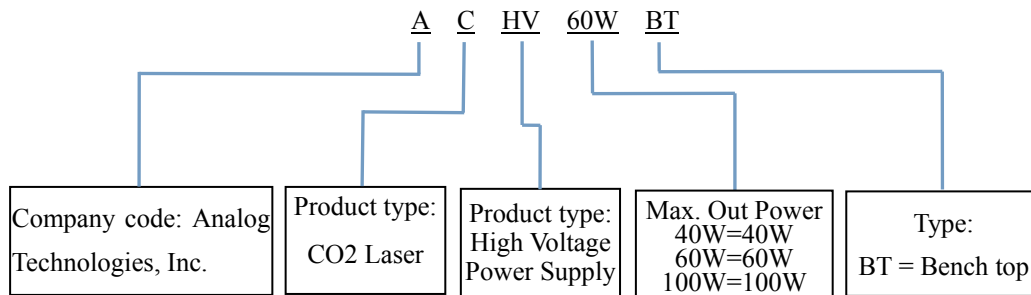 A C HV 60W BT
Company code: Analog
Technologies, Inc.
Product type:
CO2 Laser
Product type:
High Voltage
Power Supply
Max. Out Power
40W=40W
60W=60W
100W=100W
Type:
BT = Bench top